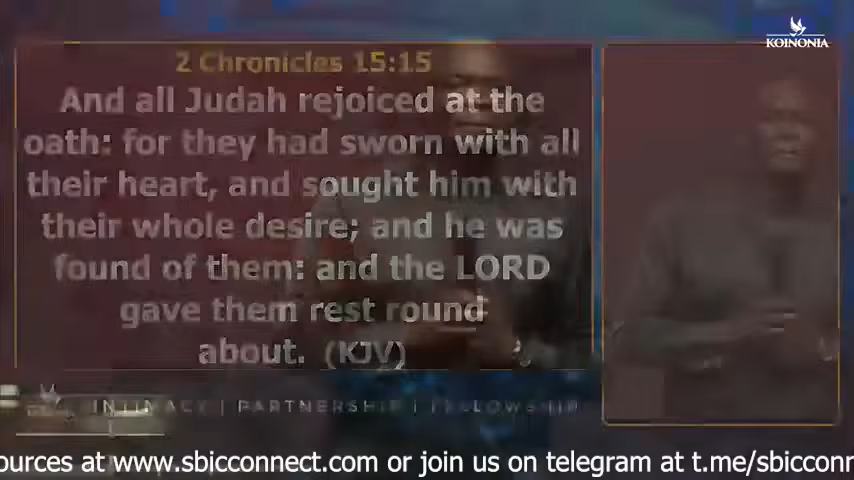 KOINONIA
2 Chronicles 15:15
And all Judah rejoiced at the
oath: for they had sworn with all
their heart, and sought him with
their whole desire; and he was
found of them: and the LORD
gave them rest round
about. (KJV)
INTIMACY | PARTNERSHIP | FELLOWSHIP
ources at www.sbicconnect.com or join us on telegram at t.me/sbicconn